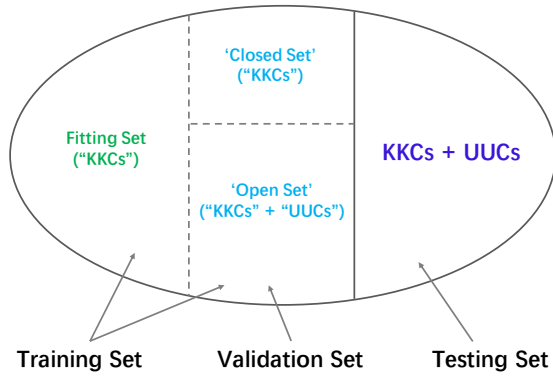 ‘Closed Set’
(“KKCs”)
Fitting Set
(“KKCs”)
KKCs + UUCs
‘Open Set’
(“KKCs” + “UUCs”)
Training Set
Validation Set
Testing Set